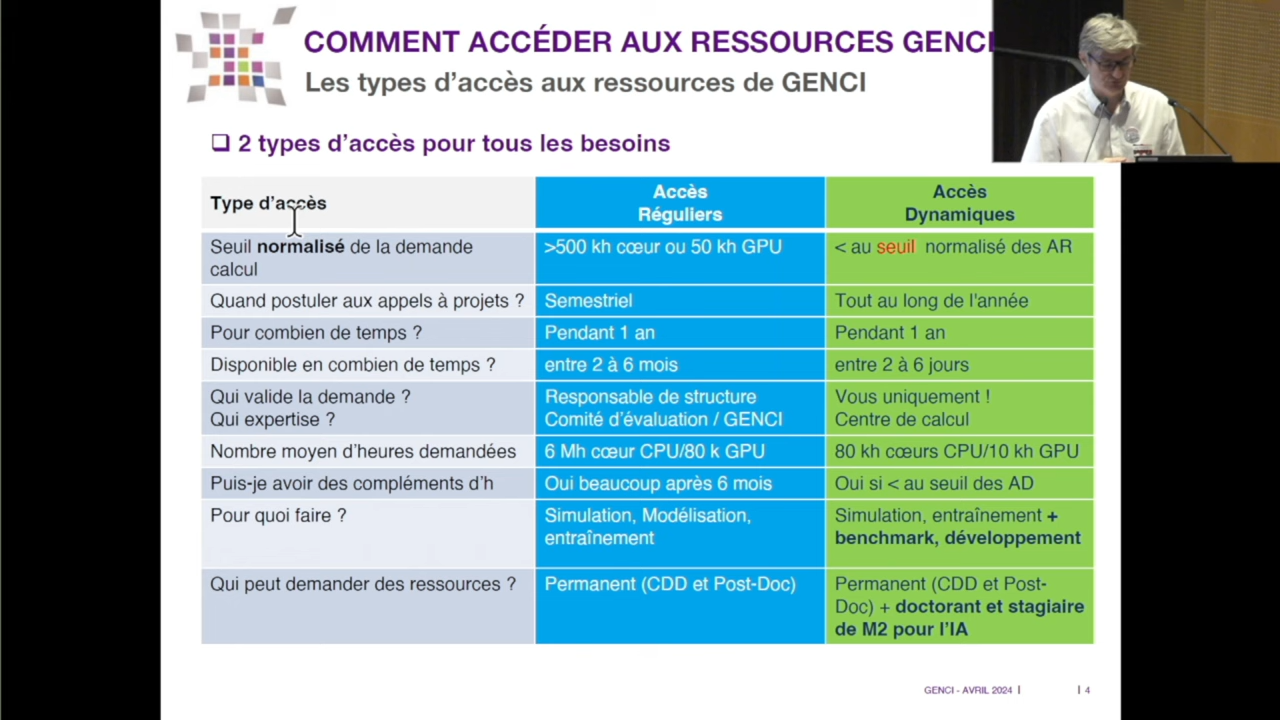 COMMENT ACCÉDER AUX RESSOURCES GENCI
Les types d'accès aux ressources de GENCI
2 types d'accès pour tous les besoins
Type d'accès
Accès
Réguliers
Accès
Dynamiques
Seuil normalisé de la demande
calcul
>500 kh cœur ou 50 kh GPU
< au seuil normalisé des AR
Quand postuler aux appels à projets ?
Semestriel
Tout au long de l'année
Pour combien de temps ?
Pendant 1 an
Pendant 1 an
Disponible en combien de temps ?
entre 2 à 6 mois
entre 2 à 6 jours
Qui valide la demande ?
Qui expertise ?
Responsable de structure
Comité d'évaluation / GENCI
Vous uniquement !
Centre de calcul
Nombre moyen d'heures demandées
6 Mh cœur CPU/80 k GPU
80 kh cœurs CPU/10 kh GPU
Puis-je avoir des compléments d'h
Oui beaucoup après 6 mois
Oui si < au seuil des AD
Pour quoi faire ?
Simulation, Modélisation,
entraînement
Simulation, entraînement +
benchmark, développement
Qui peut demander des ressources ?
Permanent (CDD et Post-Doc)
Permanent (CDD et Post-
Doc) + doctorant et stagiaire
de M2 pour l'IA
GENCI - AVRIL 2024 | | 4